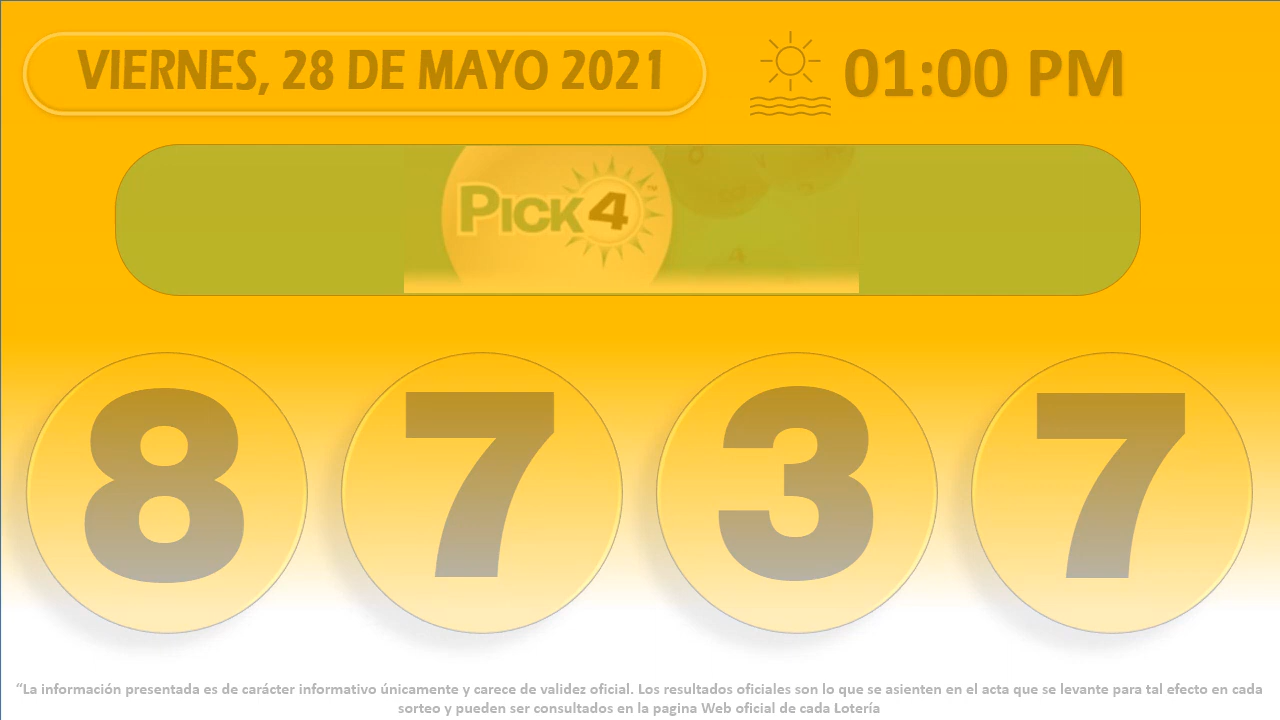 VIERNES, 28 DE MAYO 2021
01:00 PM
PICK 4
8 7 3 7
“La información presentada es de carácter informativo únicamente y carece de validez oficial. Los resultados oficiales son lo que se asienten en el acta que se levante para tal efecto en cada
sorteo y pueden ser consultados en la pagina Web oficial de cada Lotería